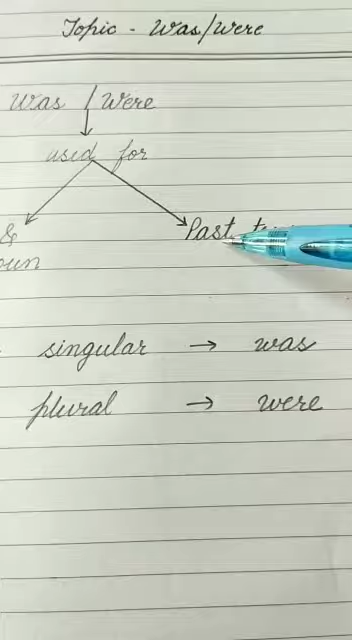 Topic - Was/Were
Was / Were
used for
& Past
singular → was
plural → were